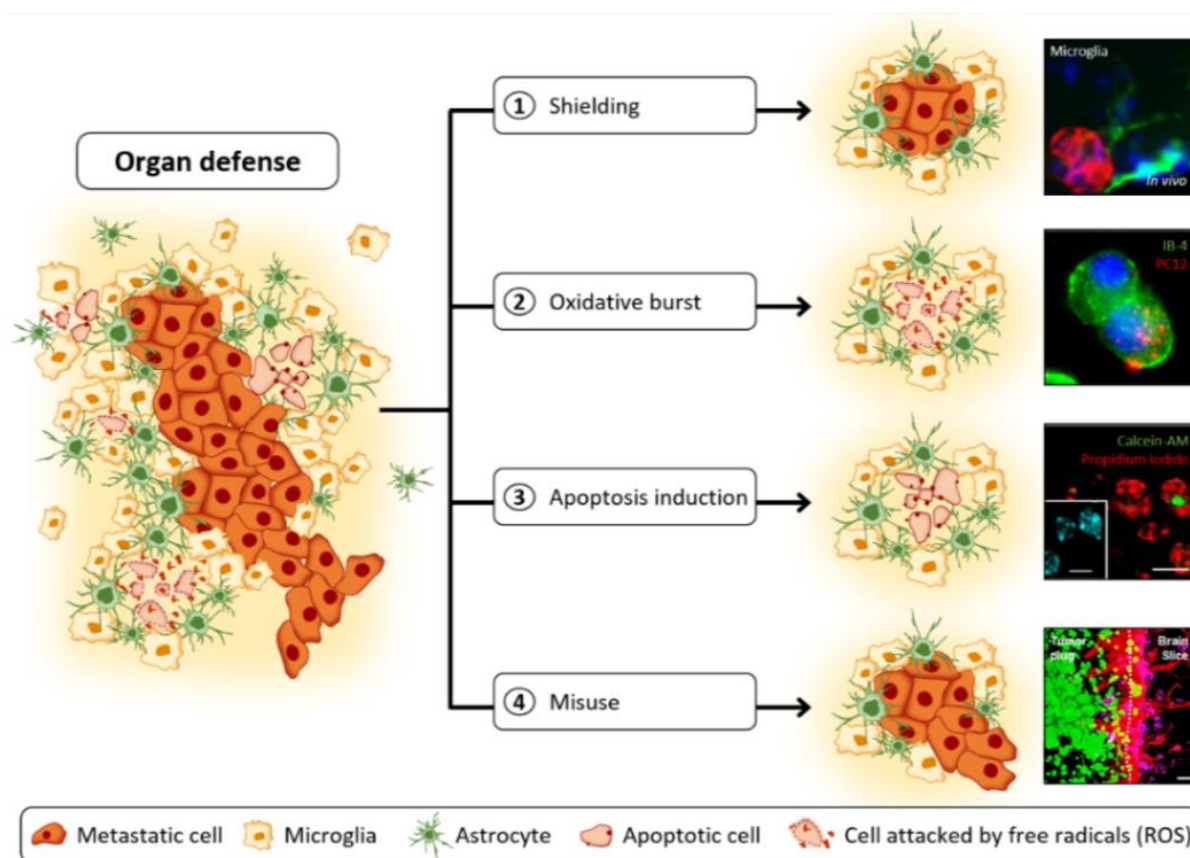 Organ defense
① Shielding
② Oxidative burst
③ Apoptosis induction
④ Misuse
Microglia
In vivo
IB-4
PC12
Calcein-AM
Propidium Iodide
Tumor Brain
plug Slice
Metastatic cell Microglia Astrocyte Apoptotic cell Cell attacked by free radicals (ROS)